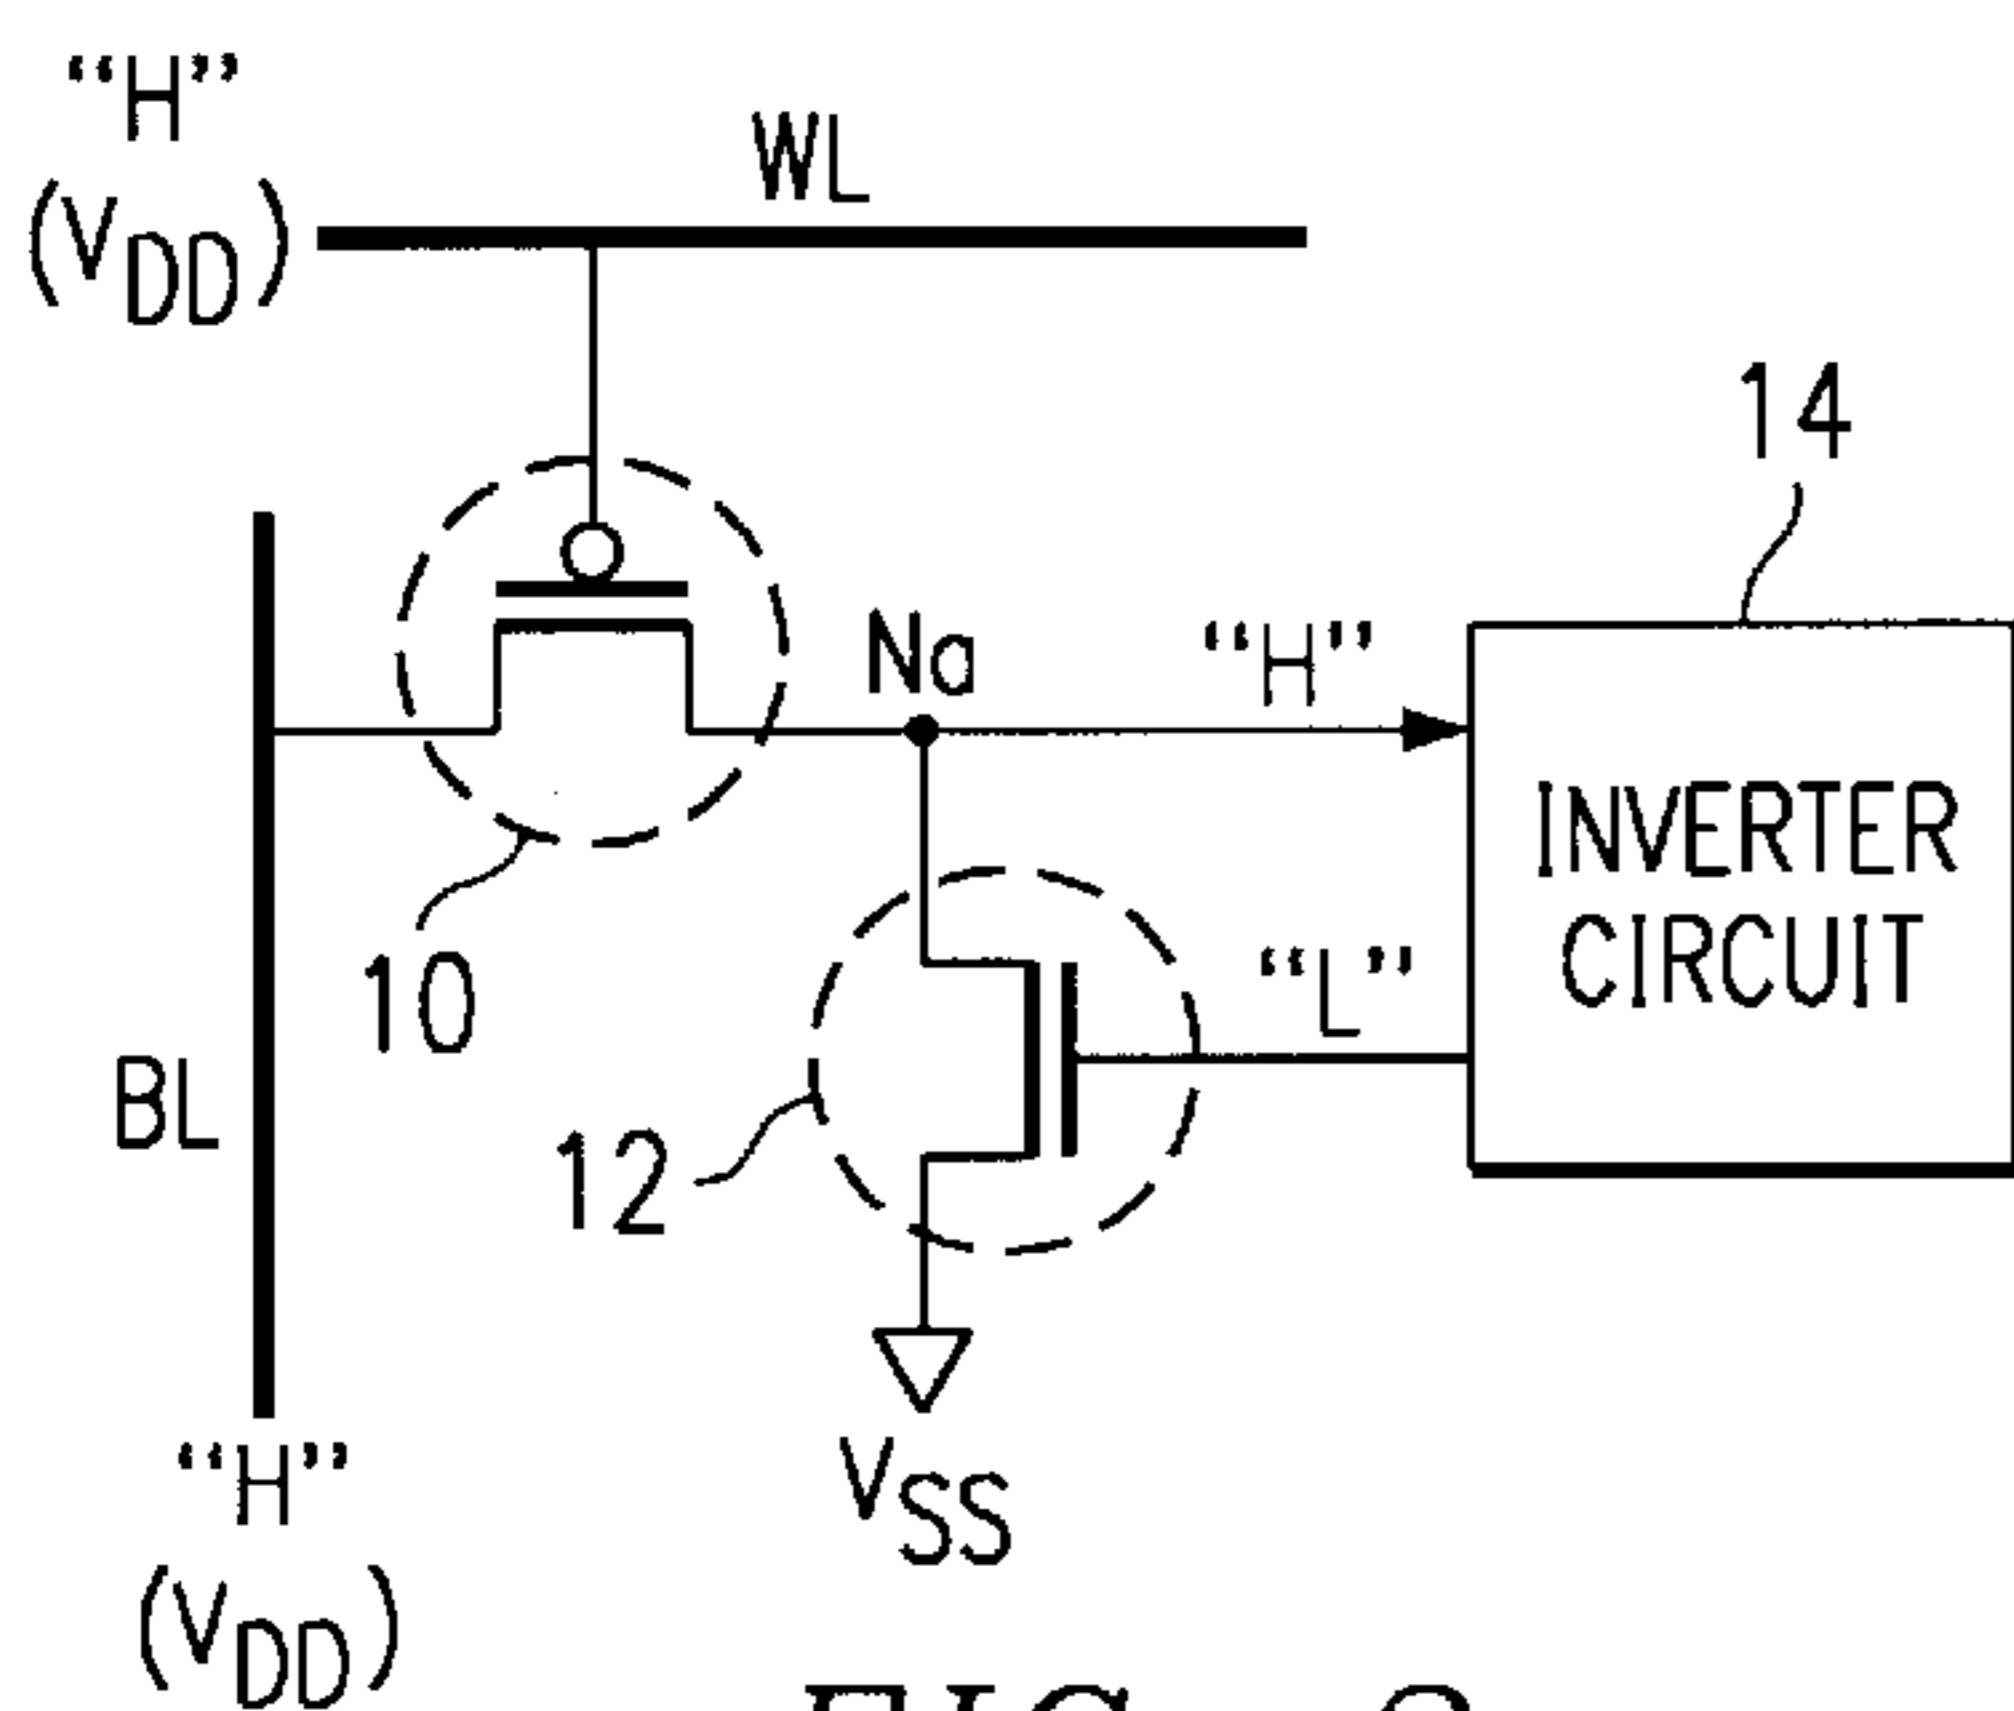 “H”
(VDD)
WL
14
Na
“H”
INVERTER
CIRCUIT
10
“L”
BL
12
VSS
“H”
(VDD)